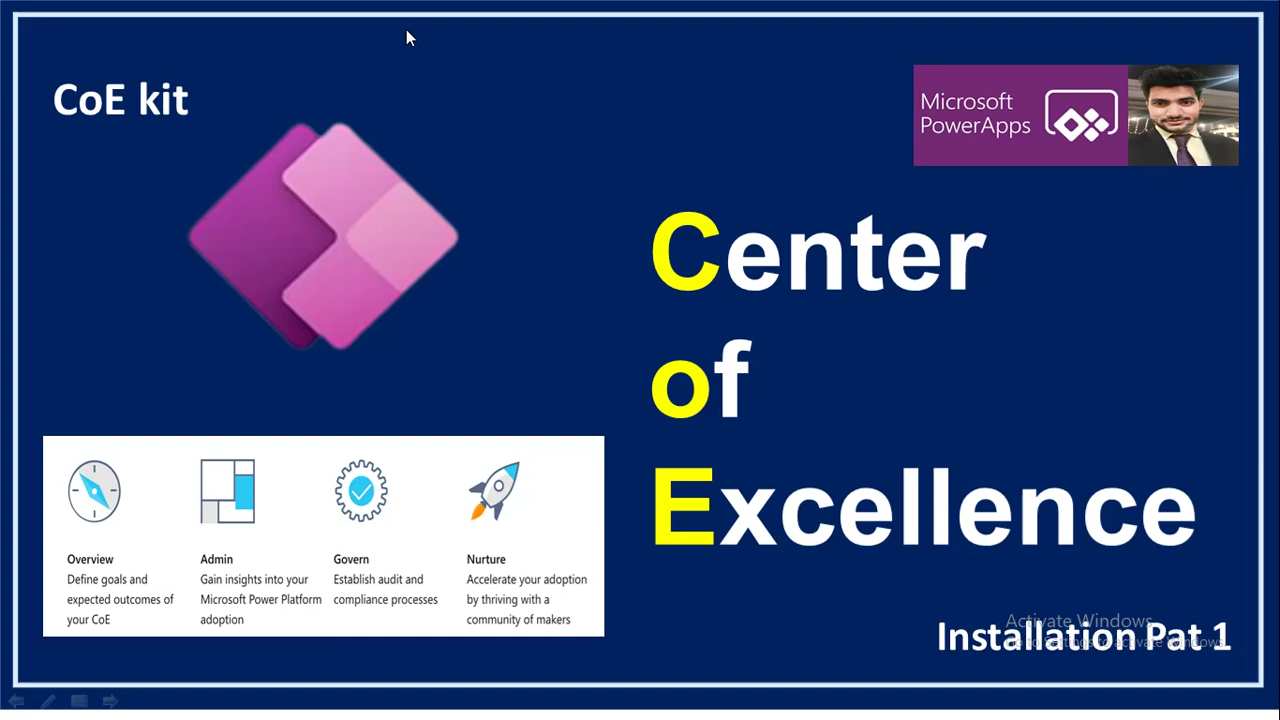 CoE kit
Microsoft
PowerApps
Center
of
Excellence
Overview
Define goals and
expected outcomes of
your CoE
Admin
Gain insights into your
Microsoft Power Platform
adoption
Govern
Establish audit and
compliance processes
Nurture
Accelerate your adoption
by thriving with a
community of makers
Activate Windows
Installation Pat 1